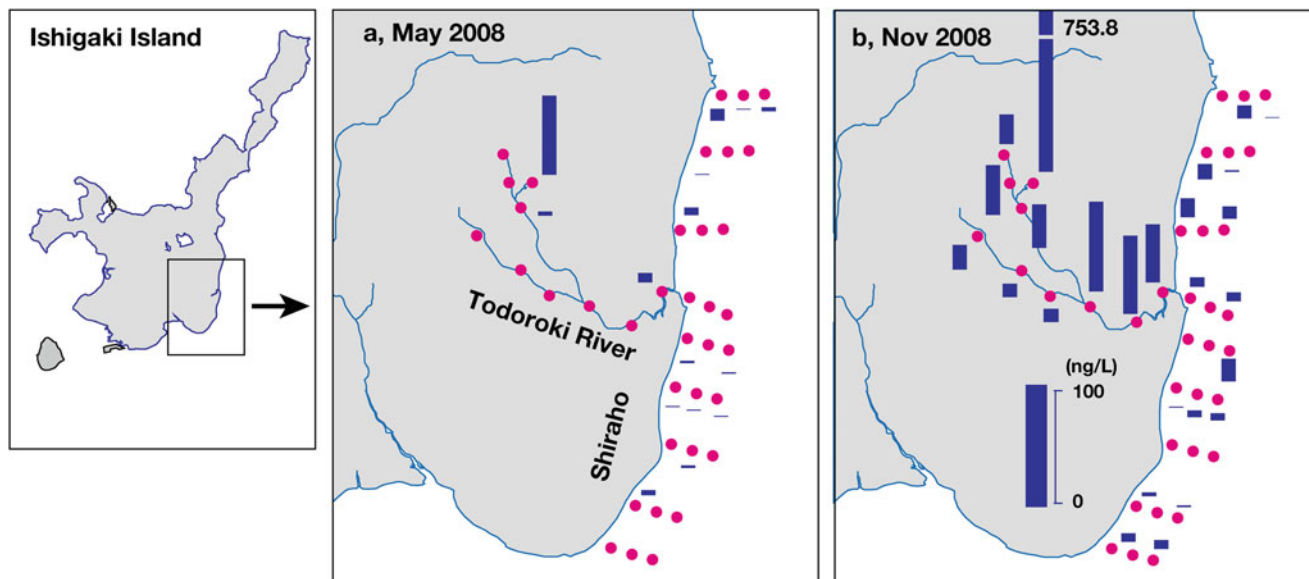 Ishigaki Island
a, May 2008
Todoroki River
Shiraho
b, Nov 2008
753.8
(ng/L)
100
0